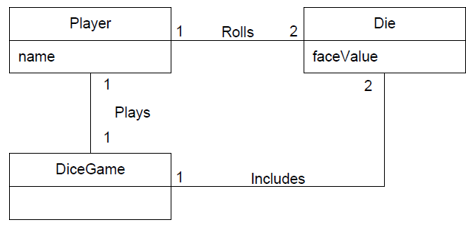 Player
Die
1 Rolls 2
name
faceValue
1
2
Plays
1
DiceGame
1 Includes